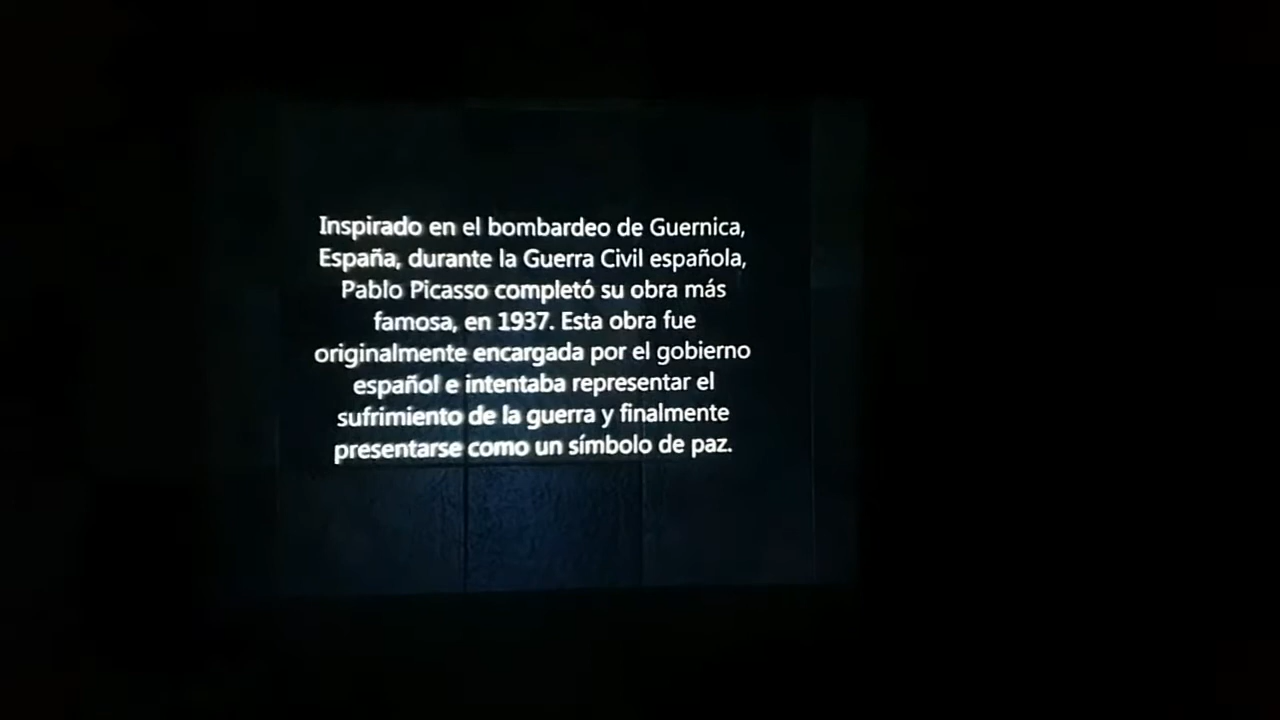 Inspirado en el bombardeo de Guernica,
España, durante la Guerra Civil española,
Pablo Picasso completó su obra más
famosa, en 1937. Esta obra fue
originalmente encargada por el gobierno
español e intentaba representar el
sufrimiento de la guerra y finalmente
presentarse como un símbolo de paz.